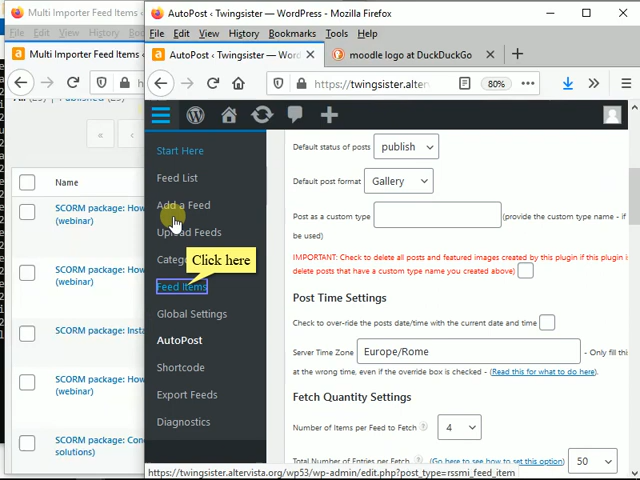 Twingsister — WordPress
AutoPost ‹ Twingsister — WordPress - Mozilla Firefox
File Edit View History Bookmarks
File Edit View History Bookmarks Tools Help
Multi Importer Feed Items ‹
AutoPost ‹ Twingsister — WordPress
moodle logo at DuckDuckGo
https://twingsister.alter
80%
Published
«
Name
SCORM package: How
(webinar)
SCORM package: How
(webinar)
SCORM package: Insta
SCORM package: How
(webinar)
SCORM package: Cond
solutions)
Start Here
Feed List
Add a Feed
Upload Feeds
Catego
Click here
Feed Items
Global Settings
AutoPost
Shortcode
Export Feeds
Diagnostics
Default status of posts publish
Default post format Gallery
Post as a custom type (provide the custom type name - if
be used)
IMPORTANT: Check to delete all posts and featured images created by this plugin if this plugin i
delete posts that have a custom type name you created above)
Post Time Settings
Check to over-ride the posts date/time with the current date and time
Server Time Zone Europe/Rome (Only fill this
at the wrong time, even if the override box is checked - (Read this for what to do here).
Fetch Quantity Settings
Number of Items per Feed to Fetch ? 4
Total Number of Entries per Fetch ? (Go here to see how to set this option) 50
https://twingsister.altervista.org/wp53/wp-admin/edit.php?post_type=rssmi_feed_item